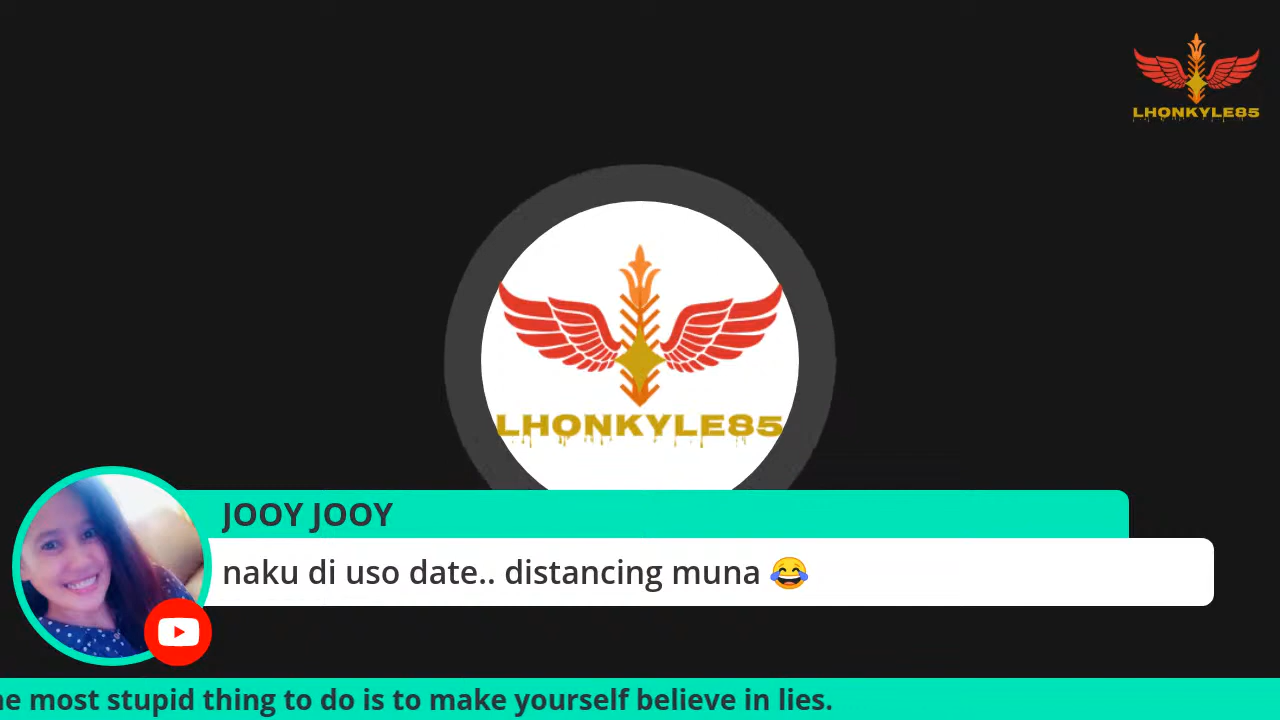 LHONKYLE85
LHONKYLE85
JOOY JOOY
naku di uso date.. distancing muna 😂
most stupid thing to do is to make yourself believe in lies.